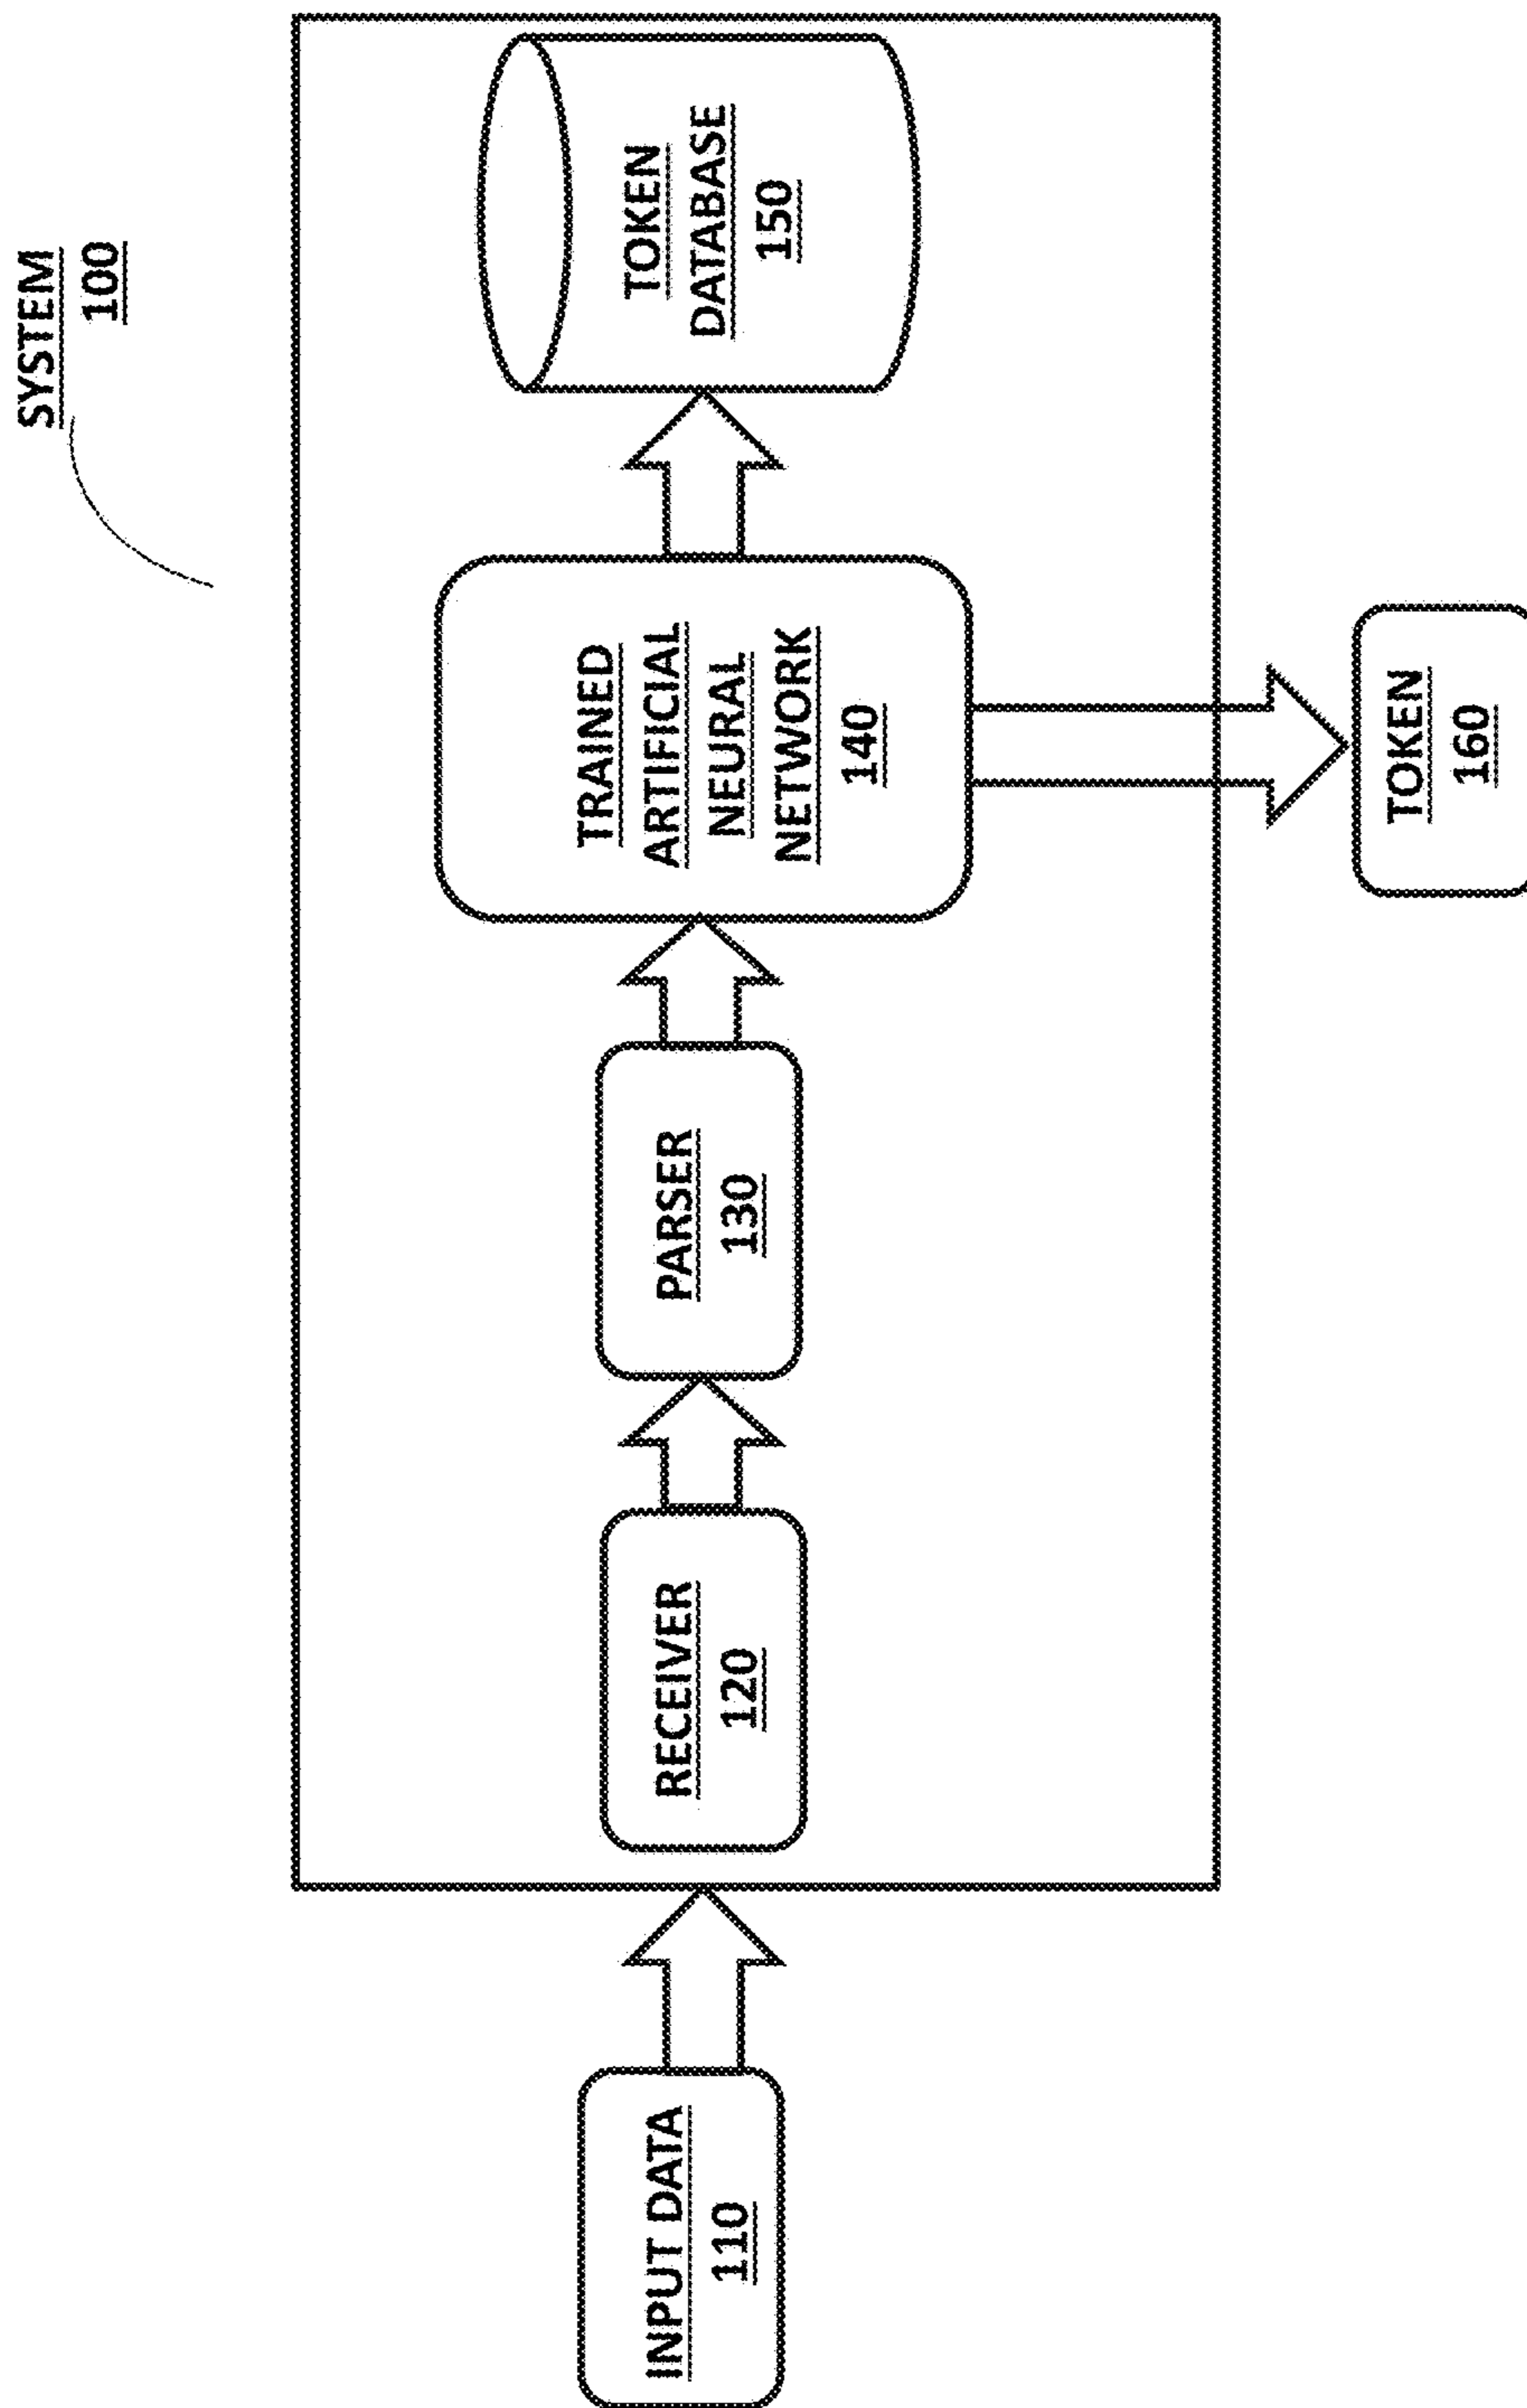 SYSTEM
100
INPUT DATA
110
RECEIVER
120
PARSER
130
TRAINED
ARTIFICIAL
NEURAL
NETWORK
140
TOKEN
DATABASE
150
TOKEN
160